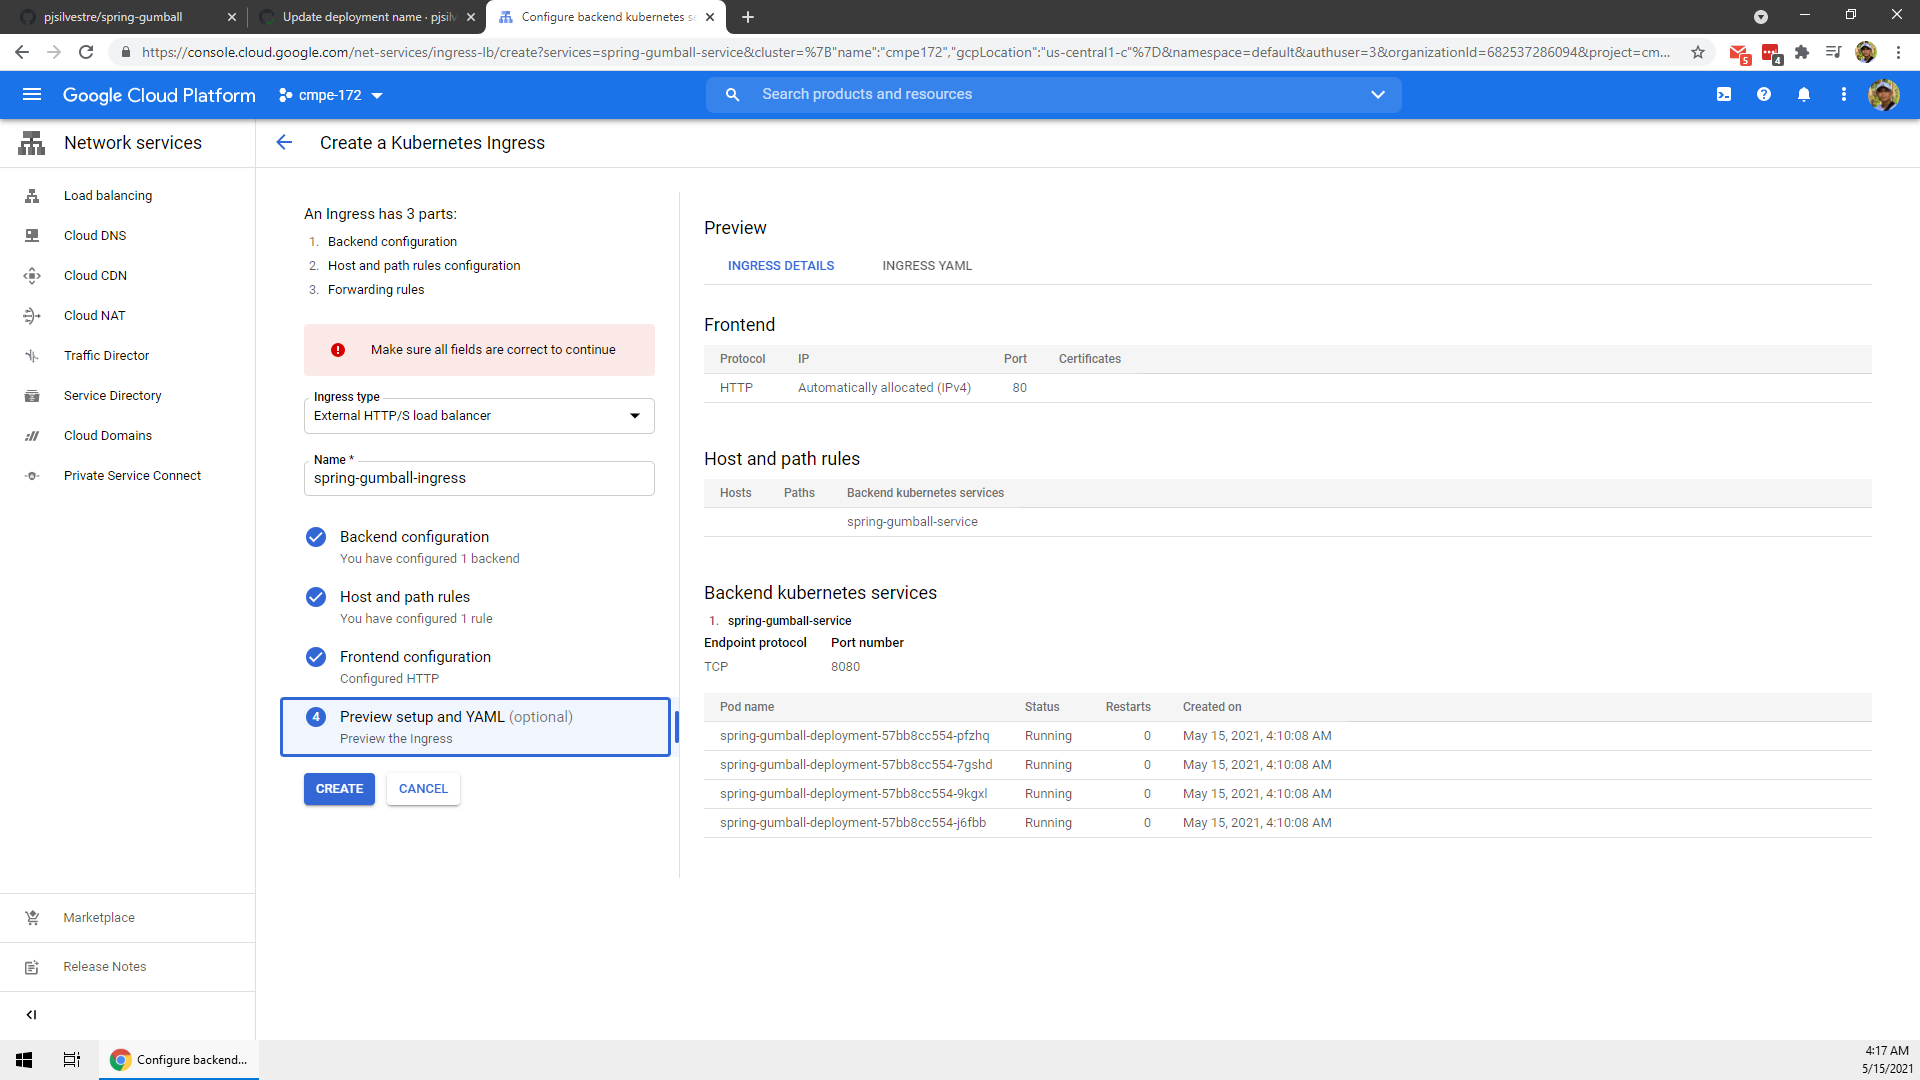 pjsilvestre/spring-gumball
Update deployment name · pjsilv
Configure backend kubernetes se
https://console.cloud.google.com/net-services/ingress-lb/create?services=spring-gumball-service&cluster=%7B"name":"cmpe172","gcpLocation":"us-central1-c"%7D&namespace=default&authuser=3&organizationId=682537286094&project=cm...
5
4
Google Cloud Platform
cmpe-172
Search products and resources
Network services
Create a Kubernetes Ingress
Load balancing
Cloud DNS
Cloud CDN
Cloud NAT
Traffic Director
Service Directory
Cloud Domains
Private Service Connect
Marketplace
Release Notes
An Ingress has 3 parts:
1. Backend configuration
2. Host and path rules configuration
3. Forwarding rules
Make sure all fields are correct to continue
Ingress type
External HTTP/S load balancer
Name *
spring-gumball-ingress
Backend configuration
You have configured 1 backend
Host and path rules
You have configured 1 rule
Frontend configuration
Configured HTTP
4 Preview setup and YAML (optional)
Preview the Ingress
CREATE CANCEL
Preview
INGRESS DETAILS INGRESS YAML
Frontend
Protocol IP Port Certificates
HTTP Automatically allocated (IPv4) 80
Host and path rules
Hosts Paths Backend kubernetes services
spring-gumball-service
Backend kubernetes services
1. spring-gumball-service
Endpoint protocol Port number
TCP 8080
Pod name Status Restarts Created on
spring-gumball-deployment-57bb8cc554-pfzhq Running 0 May 15, 2021, 4:10:08 AM
spring-gumball-deployment-57bb8cc554-7gshd Running 0 May 15, 2021, 4:10:08 AM
spring-gumball-deployment-57bb8cc554-9kgxl Running 0 May 15, 2021, 4:10:08 AM
spring-gumball-deployment-57bb8cc554-j6fbb Running 0 May 15, 2021, 4:10:08 AM
Configure backend...
4:17 AM
5/15/2021